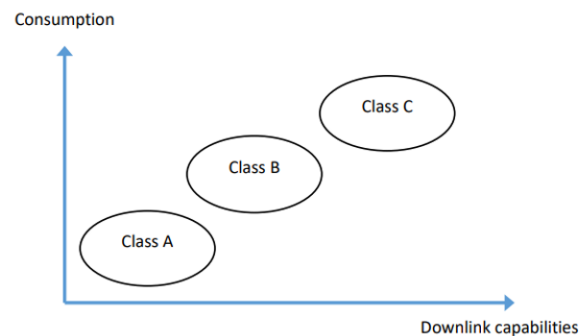 Consumption
Class C
Class B
Class A
Downlink capabilities